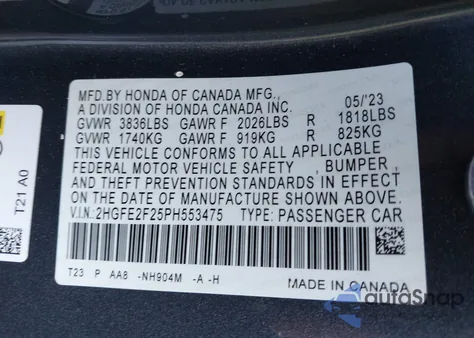 MFD.BY HONDA OF CANADA MFG., 05/'23
A DIVISION OF HONDA CANADA INC.
GVWR 3836LBS GAWR F 2026LBS R 1818LBS
GVWR 1740KG GAWR F 919KG R 825KG
THIS VEHICLE CONFORMS TO ALL APPLICABLE
FEDERAL MOTOR VEHICLE SAFETY , BUMPER ,
AND THEFT PREVENTION STANDARDS IN EFFECT
ON THE DATE OF MANUFACTURE SHOWN ABOVE.
V.I.N: 2HGFE2F25PH553475 TYPE: PASSENGER CAR
T23 P AA8 -NH904M -A -H
MADE IN CANADA
T21 A0
autosnap